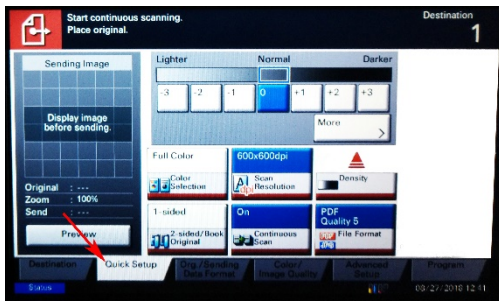 Start continuous scanning.
Place original.
Destination
1
Sending Image
Display image
before sending.
Original : ---
Zoom : 100%
Send : ---
Preview
Lighter Normal Darker
-3 -2 -1 0 +1 +2 +3
More
Full Color
Color
Selection
600x600dpi
dpi
Scan
Resolution
Density
1-sided
2-sided/Book
Original
On
Continuous
Scan
PDF
Quality 5
PDF
File Format
Destination
Quick Setup
Org./Sending
Data Format
Color/
Image Quality
Advanced
Setup
Program
Status
08/27/2018 12:41